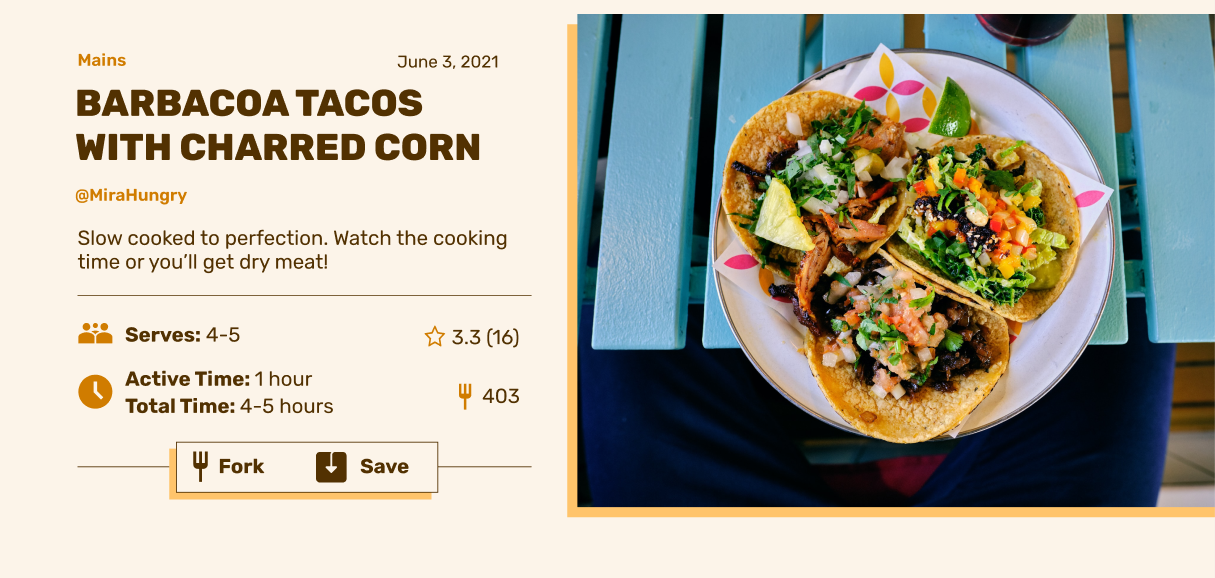 Mains
June 3, 2021
BARBACOA TACOS
WITH CHARRED CORN
@MiraHungry
Slow cooked to perfection. Watch the cooking
time or you’ll get dry meat!
Serves: 4-5
3.3 (16)
Active Time: 1 hour
Total Time: 4-5 hours
403
Fork
Save